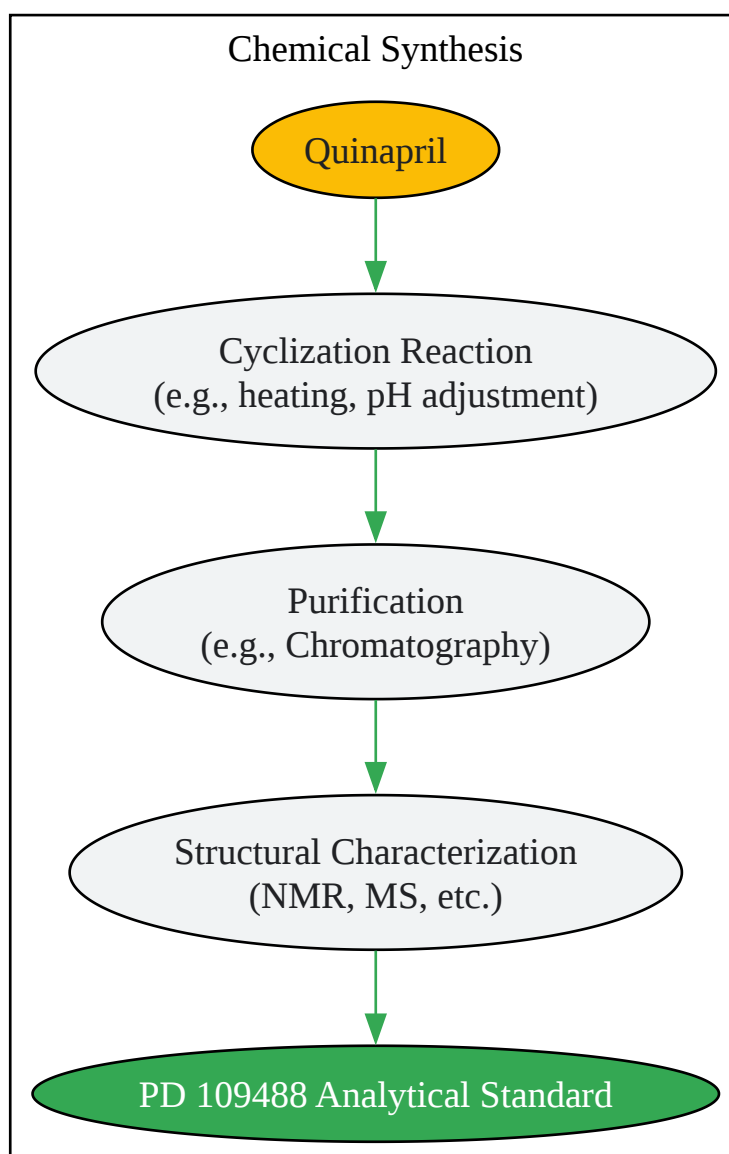 Chemical Synthesis
Quinapril
Cyclization Reaction
(e.g., heating, pH adjustment)
Purification
(e.g., Chromatography)
Structural Characterization
(NMR, MS, etc.)
PD 109488 Analytical Standard